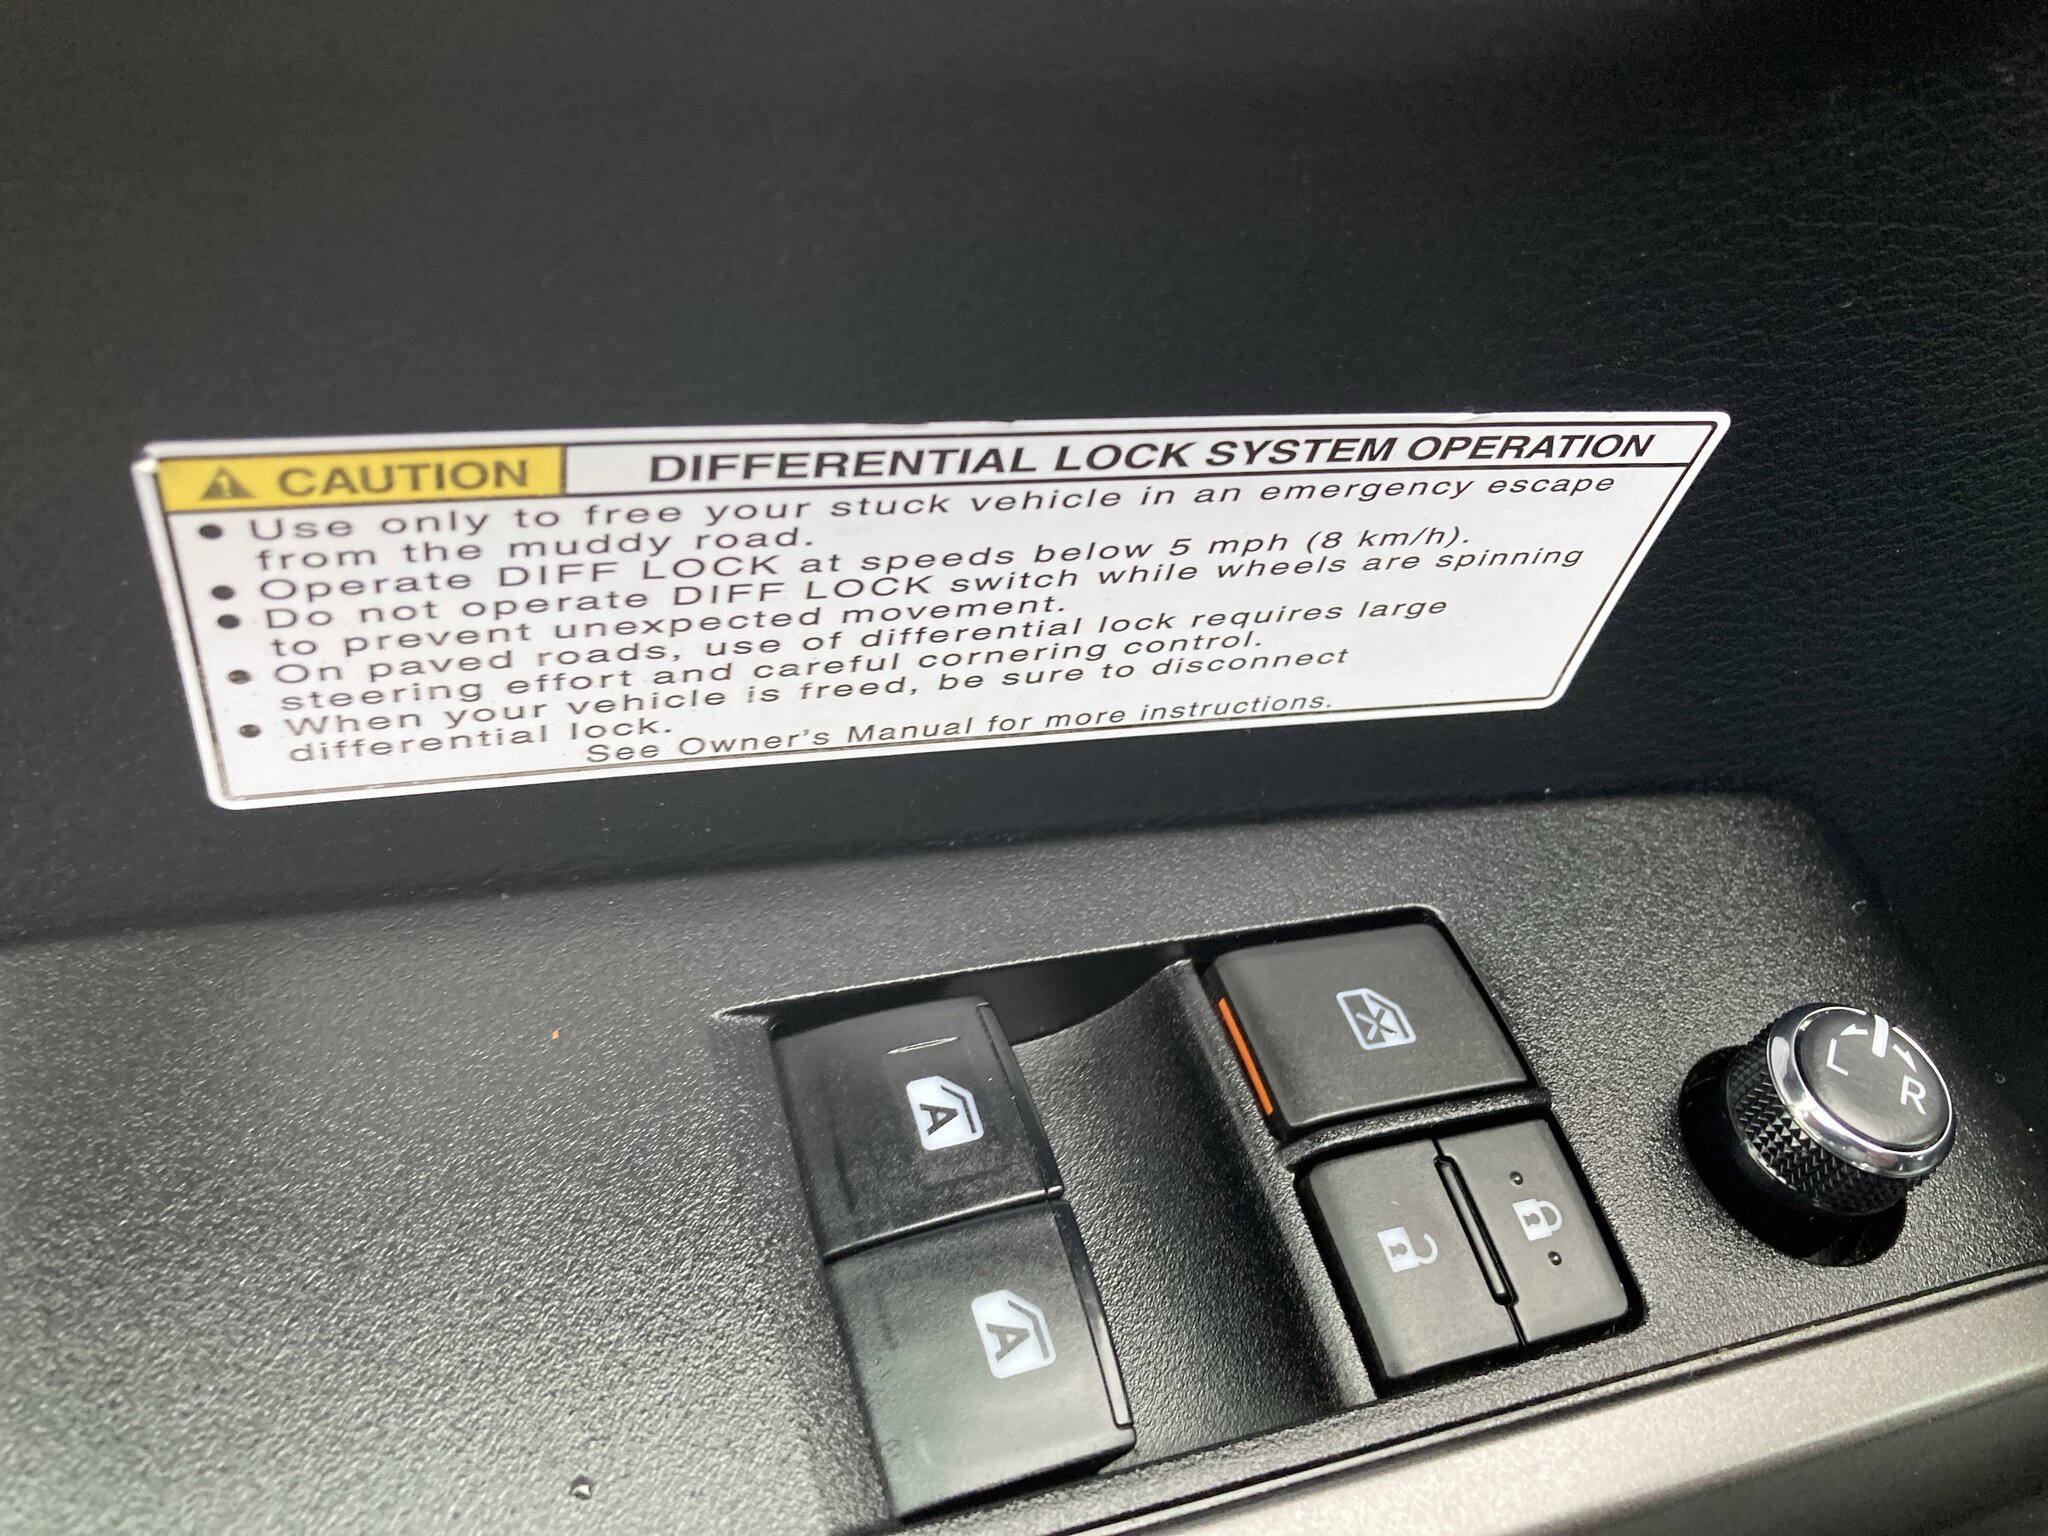 CAUTION DIFFERENTIAL LOCK SYSTEM OPERATION
• Use only to free your stuck vehicle in an emergency escape
from the muddy road.
• Operate DIFF LOCK at speeds below 5 mph (8 km/h).
• Do not operate DIFF LOCK switch while wheels are spinning
to prevent unexpected movement.
• On paved roads, use of differential lock requires large
steering effort and careful cornering control.
• When your vehicle is freed, be sure to disconnect
differential lock.
See Owner's Manual for more instructions.
L R
A
A